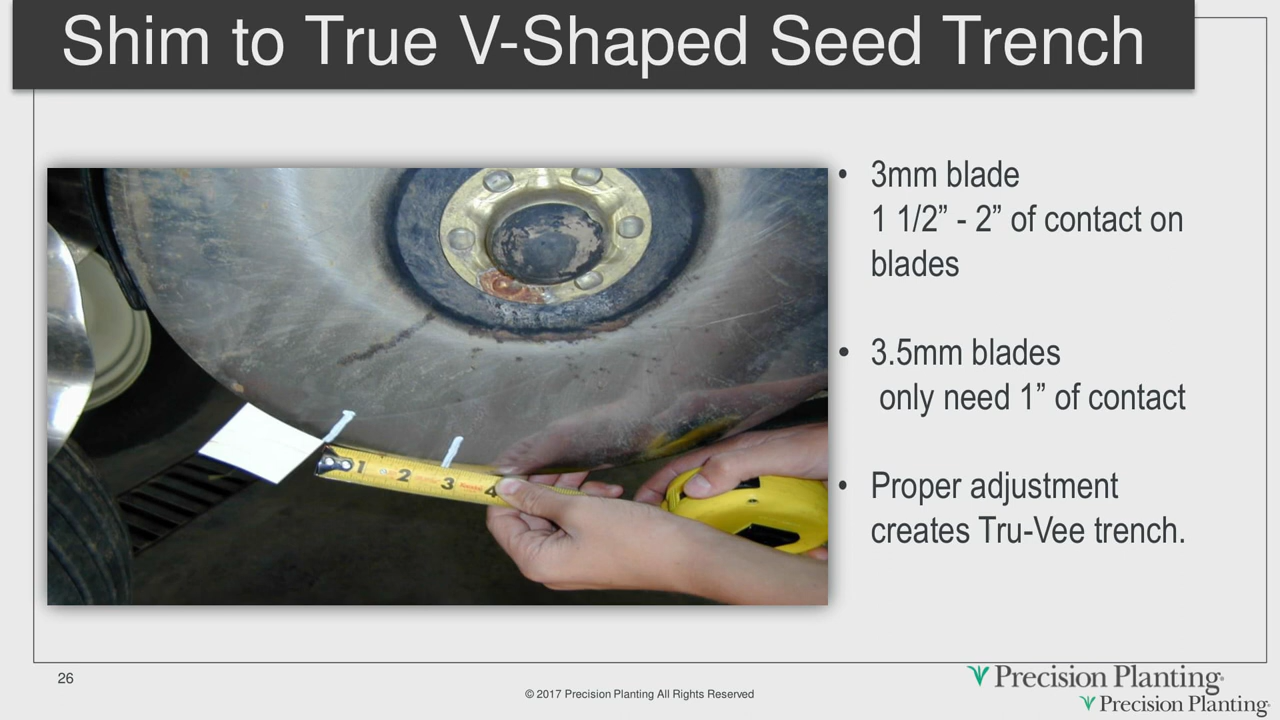 Shim to True V-Shaped Seed Trench
• 3mm blade
1 1/2” - 2” of contact on
blades
• 3.5mm blades
only need 1” of contact
• Proper adjustment
creates Tru-Vee trench.
1 2 3 4
26
© 2017 Precision Planting All Rights Reserved
Precision Planting®
Precision Planting®